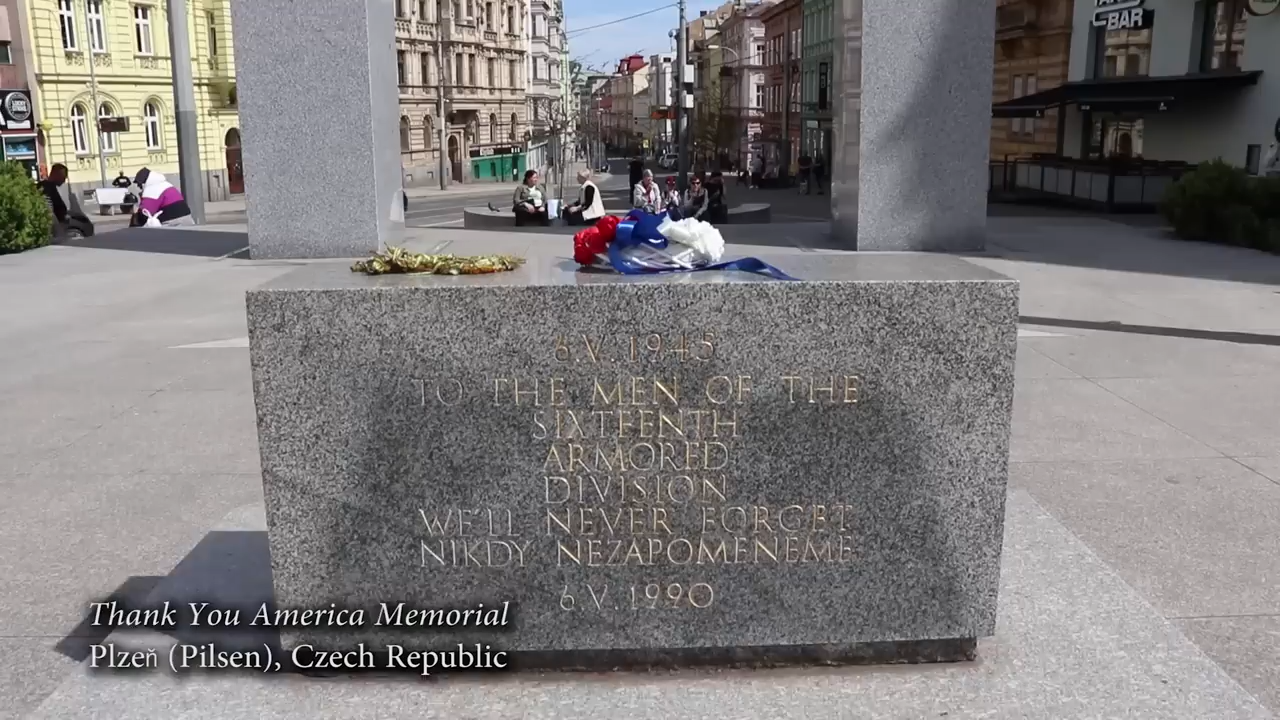 BAR
6.V.1945
TO THE MEN OF THE
SIXTEENTH
ARMORED
DIVISION
WE'LL NEVER FORGET
NIKDY NEZAPOMENEME
6.V.1990
Thank You America Memorial
Plzeň (Pilsen), Czech Republic